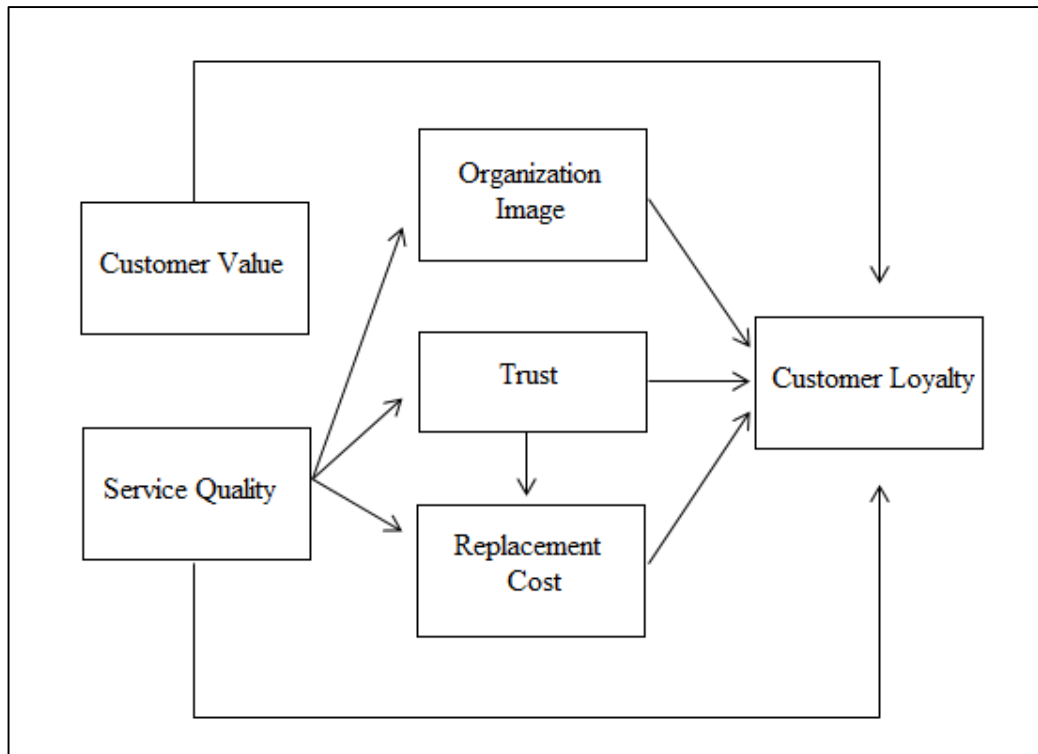 Organization
Image
Customer Value
Trust
Customer Loyalty
Service Quality
Replacement
Cost